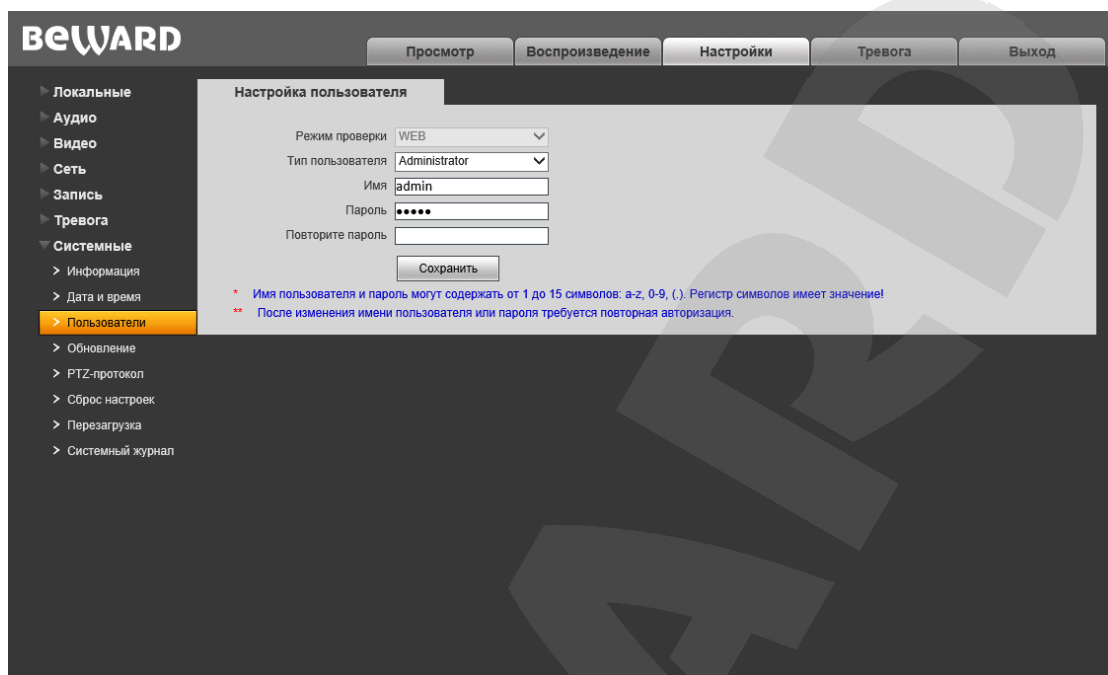 BEWARD
Просмотр Воспроизведение Настройки Тревога Выход
Локальные
Аудио
Видео
Сеть
Запись
Тревога
Системные
> Информация
> Дата и время
> Пользователи
> Обновление
> PTZ-протокол
> Сброс настроек
> Перезагрузка
> Системный журнал
Настройка пользователя
Режим проверки WEB
Тип пользователя Administrator
Имя admin
Пароль •••••
Повторите пароль
Сохранить
* Имя пользователя и пароль могут содержать от 1 до 15 символов: a-z, 0-9, (.). Регистр символов имеет значение!
** После изменения имени пользователя или пароля требуется повторная авторизация.